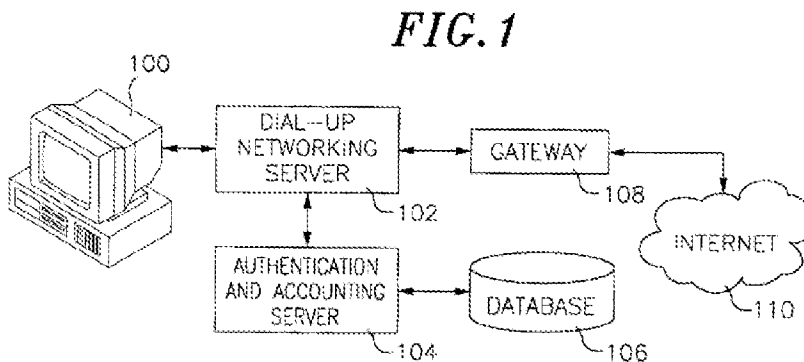 FIG. 1
100
DIAL-UP
NETWORKING
SERVER
102
GATEWAY
108
INTERNET
110
AUTHENTICATION
AND ACCOUNTING
SERVER
104
DATABASE
106